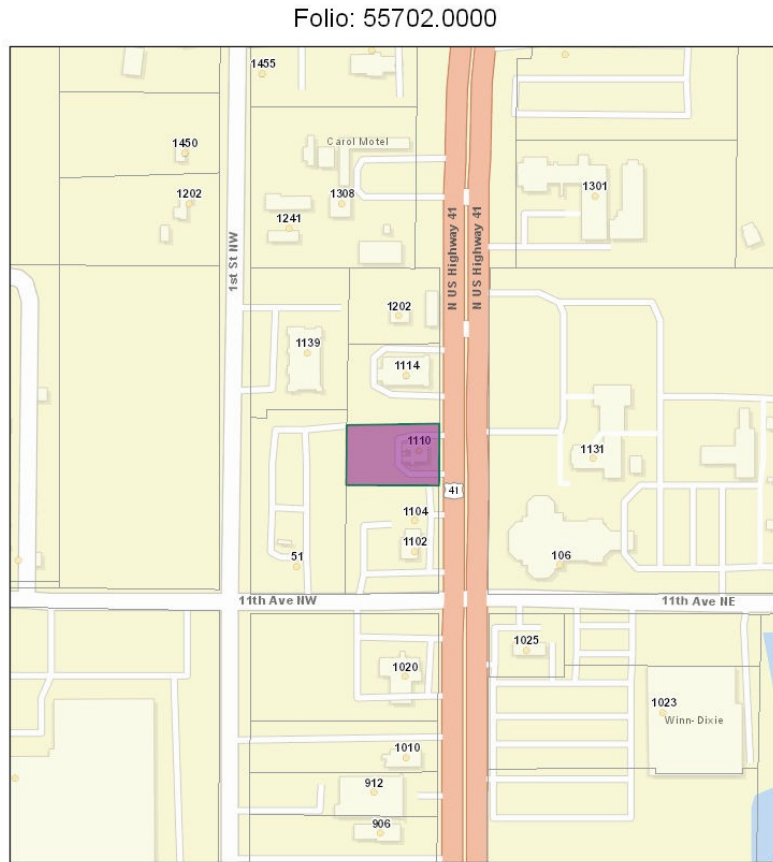 Folio: 55702.0000
1455
Carol Motel
1450
1202
1308
1241
1301
1st St NW
N US Highway 41
N US Highway 41
1202
1139
1114
1110
1131
41
1104
1102
51
106
11th Ave NW
11th Ave NE
1025
1020
1023
Winn-Dixie
1010
912
906